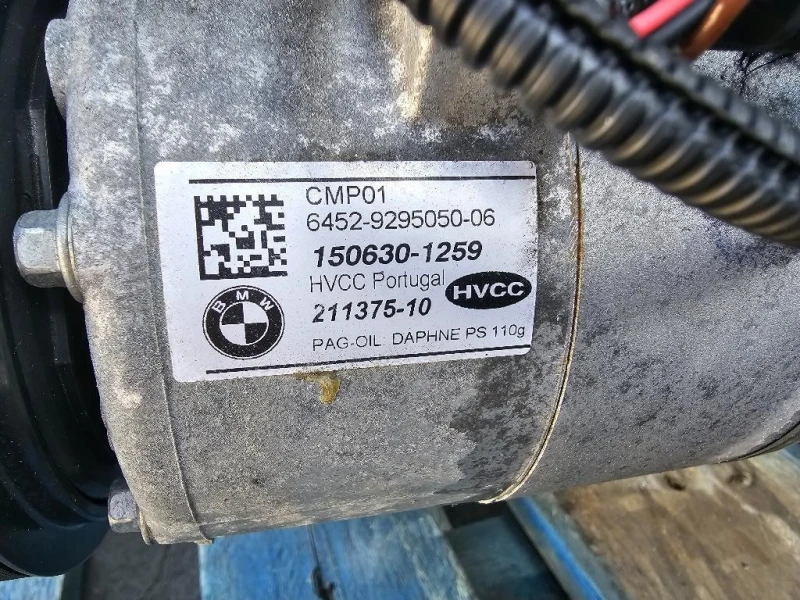 CMP01
6452-9295050-06
150630-1259
HVCC Portugal
HVCC
BMW
211375-10
PAG-OIL: DAPHNE PS 110g